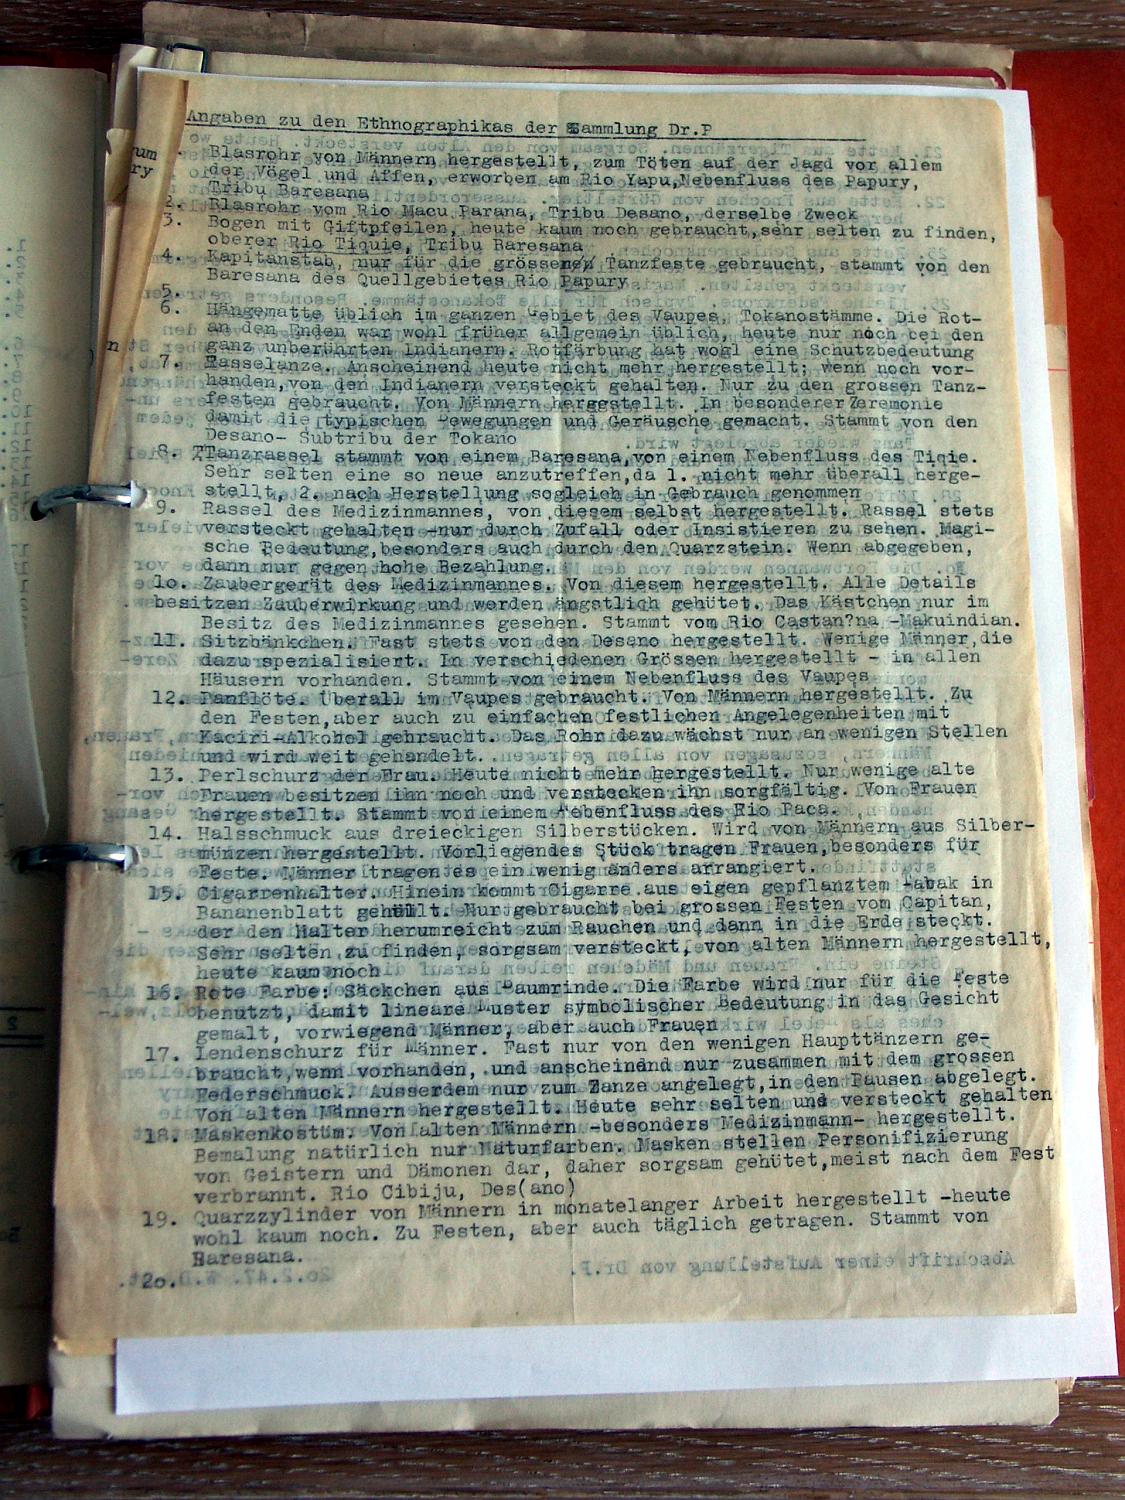 Angaben zu den Ethnographikas der Sammlung Dr.P
Blasrohr von Männern hergestellt, zum Töten auf der Jagd vor allem
der Vögel und Affen, erworben am Rio Yapu,Nebenfluss des Papury,
Tribu Baresana
2. Blasrohr vom Rio Macu Parana, Tribu Desano, derselbe Zweck
3. Bogen mit Giftpfeilen, heute kaum noch gebraucht,sehr selten zu finden,
oberer Rio Tiquie, Tribu Baresana
4. Kapitanstab, nur für die grössen Tanzfeste gebraucht, stammt von den
Baresana des Quellgebietes Rio Papury
5.
6. Hängematte üblich im ganzen Gebiet des Vaupes, Tokanostämme. Die Rot-
an den Enden war wohl früher allgemein üblich, heute nur noch bei den
ganz unberührten Indianern. Rotfärbung hat wogl eine Schutzbedeutung
7. Rasselanze. Anscheinend heute nicht mehr hergestellt; wenn noch vor-
handen,von den Indianern versteckt gehalten. Nur zu den grossen Tanz-
festen gebraucht. Von Männern herggestellt. In besonderer Zeremonie
damit die typischen Bewegungen und Geräusche gemacht. Stammt von den
Desano- Subtribu der Tokano
8. Tanzrassel stammt von einem Baresana,von einem Nebenfluss des Tiqie.
Sehr selten eine so neue anzutreffen,da 1. nicht mehr überall herge-
stellt, 2. nach Herstellung sogleich in Gebrauch genommen
9. Rassel des Medizinmannes, von diesem selbst hergestellt. Rassel stets
versteckt gehalten -nur durch Zufall oder Insistieren zu sehen. Magi-
sche Bedeutung,besonders auch durch den Quarzstein. Wenn abgegeben,
dann nur gegen hohe Bezahlung.
1o. Zaubergerät des Medizinmannes. Von diesem hergestellt. Alle Details
besitzen Zauberwirkung und werden ängstlich gehütet. Das Kästchen nur im
Besitz des Medizinmannes gesehen. Stammt vom Rio Castan?na -Makuindian.
11. Sitzbänkchen. Fast stets von den Desano hergestellt. Wenige Männer,die
dazu spezialisiert. In verschiedenen Grössen hergestellt - in allen
Häusern vorhanden. Stammt von einem Nebenfluss des Vaupes
12. Panflöte. Überall im Vaupes gebraucht. Von Männern hergestellt. Zu
den Festen,aber auch zu einfachen festlichen Angelegenheiten mit
Kaciri-Alkohol gebraucht. Das Rohr dazu wächst nur an wenigen Stellen
und wird weit gehandelt.
13. Perlschurz der Frau. Heute nicht mehr hergestellt. Nur wenige alte
Frauen besitzen ihn noch und verstecken ihn sorgfältig. Von Frauen
hergestellt. Stammt von einem Nebenfluss des Rio Paca.
14. Halsschmuck aus dreieckigen Silberstücken. Wird von Männern aus Silber-
münzen hergestellt. Vorliegendes Stück tragen Frauen,besonders für
Feste. Männer tragen es ein wenig anders arrangiert.
15. Cigarrenhalter. Hinein kommt Cigarre aus eigen gepflanztem Tabak in
Bananenblatt gehüllt. Nur gebraucht bei grossen Festen vom Capitan,
der den Halter herumreicht zum Rauchen und dann in die Erde steckt.
Sehr selten zu finden, sorgsam versteckt, von alten Männern hergestellt,
heute kaum noch
16. Rote Farbe: Säckchen aus Baumrinde. Die Farbe wird nur für die Feste
benutzt, damit lineare Muster symbolischer Bedeutung in das Gesicht
gemalt, vorwiegend Männer, aber auch Frauen
17. Lendenschurz für Männer. Fast nur von den wenigen Haupttänzern ge-
braucht,wenn vorhanden, und anscheinend nur zusammen mit dem grossen
Federschmuck. Ausserdem nur zum Tanze angelegt,in den Pausen abgelegt.
Von alten Männern hergestellt. Heute sehr selten und versteckt gehalten
18. Maskenkostüm. Von alten Männern -besonders Medizinmann- hergestellt.
Bemalung natürlich nur Naturfarben. Masken stellen Personifizierung
von Geistern und Dämonen dar, daher sorgsam gehütet,meist nach dem Fest
verbrannt. Rio Cibiju, Des(ano)
19. Quarzzylinder von Männern in monatelanger Arbeit hergestellt -heute
wohl kaum noch. Zu Festen, aber auch täglich getragen. Stammt von
Baresana.
2o.